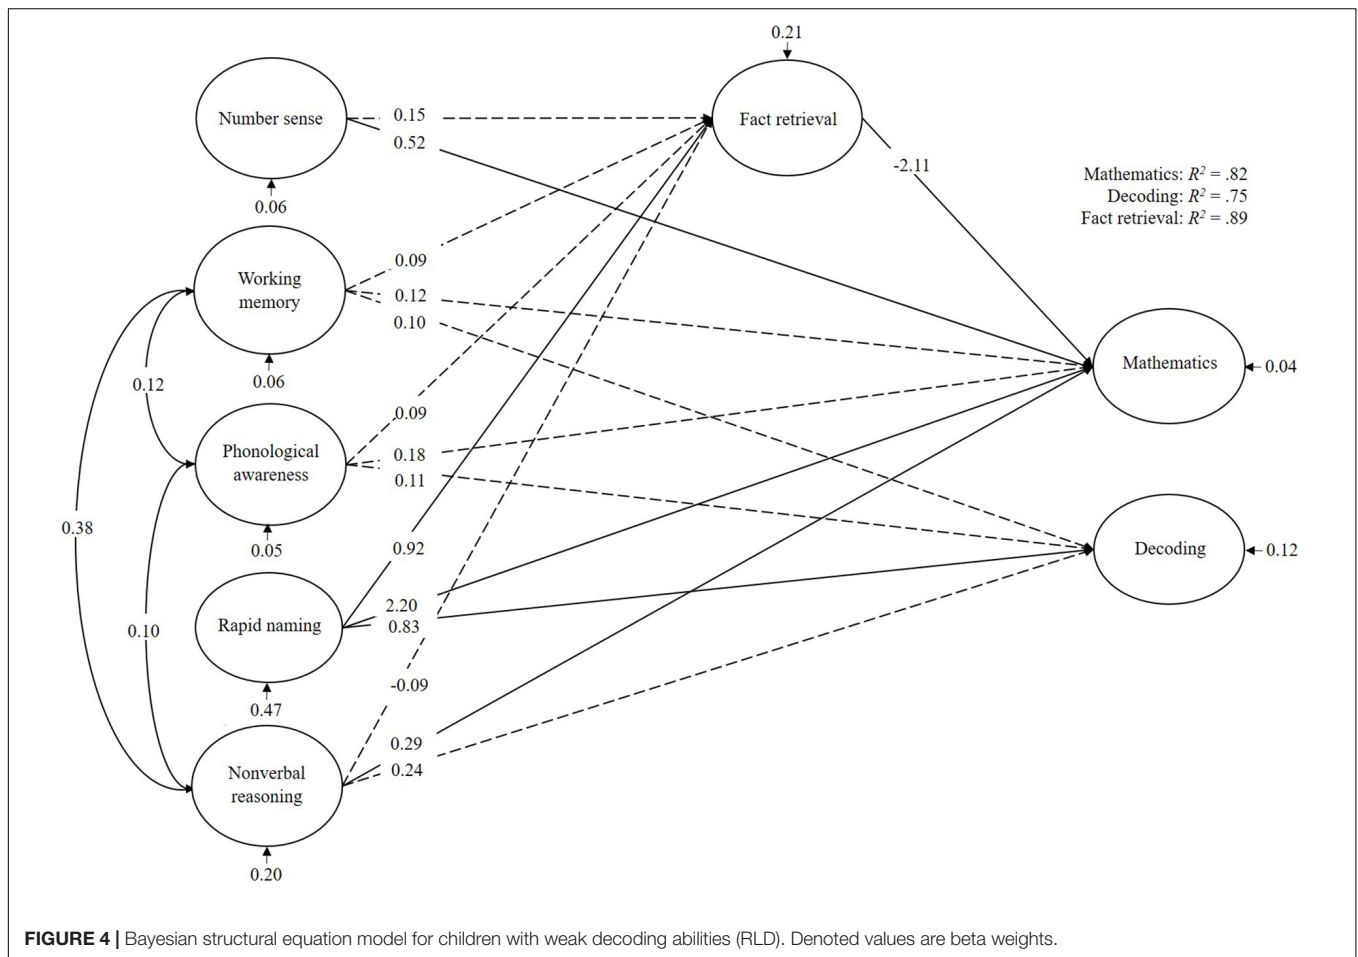 0.21
Number sense
0.15
0.52
Fact retrieval
-2.11
Mathematics: R² = .82
Decoding: R² = .75
Fact retrieval: R² = .89
0.06
Working
memory
0.09
0.12
0.10
0.06
0.12
Mathematics
0.04
Phonological
awareness
0.09
0.18
0.11
0.05
0.38
0.92
Decoding
0.12
Rapid naming
2.20
0.83
0.10
0.47
-0.09
Nonverbal
reasoning
0.29
0.24
0.20
FIGURE 4 | Bayesian structural equation model for children with weak decoding abilities (RLD). Denoted values are beta weights.